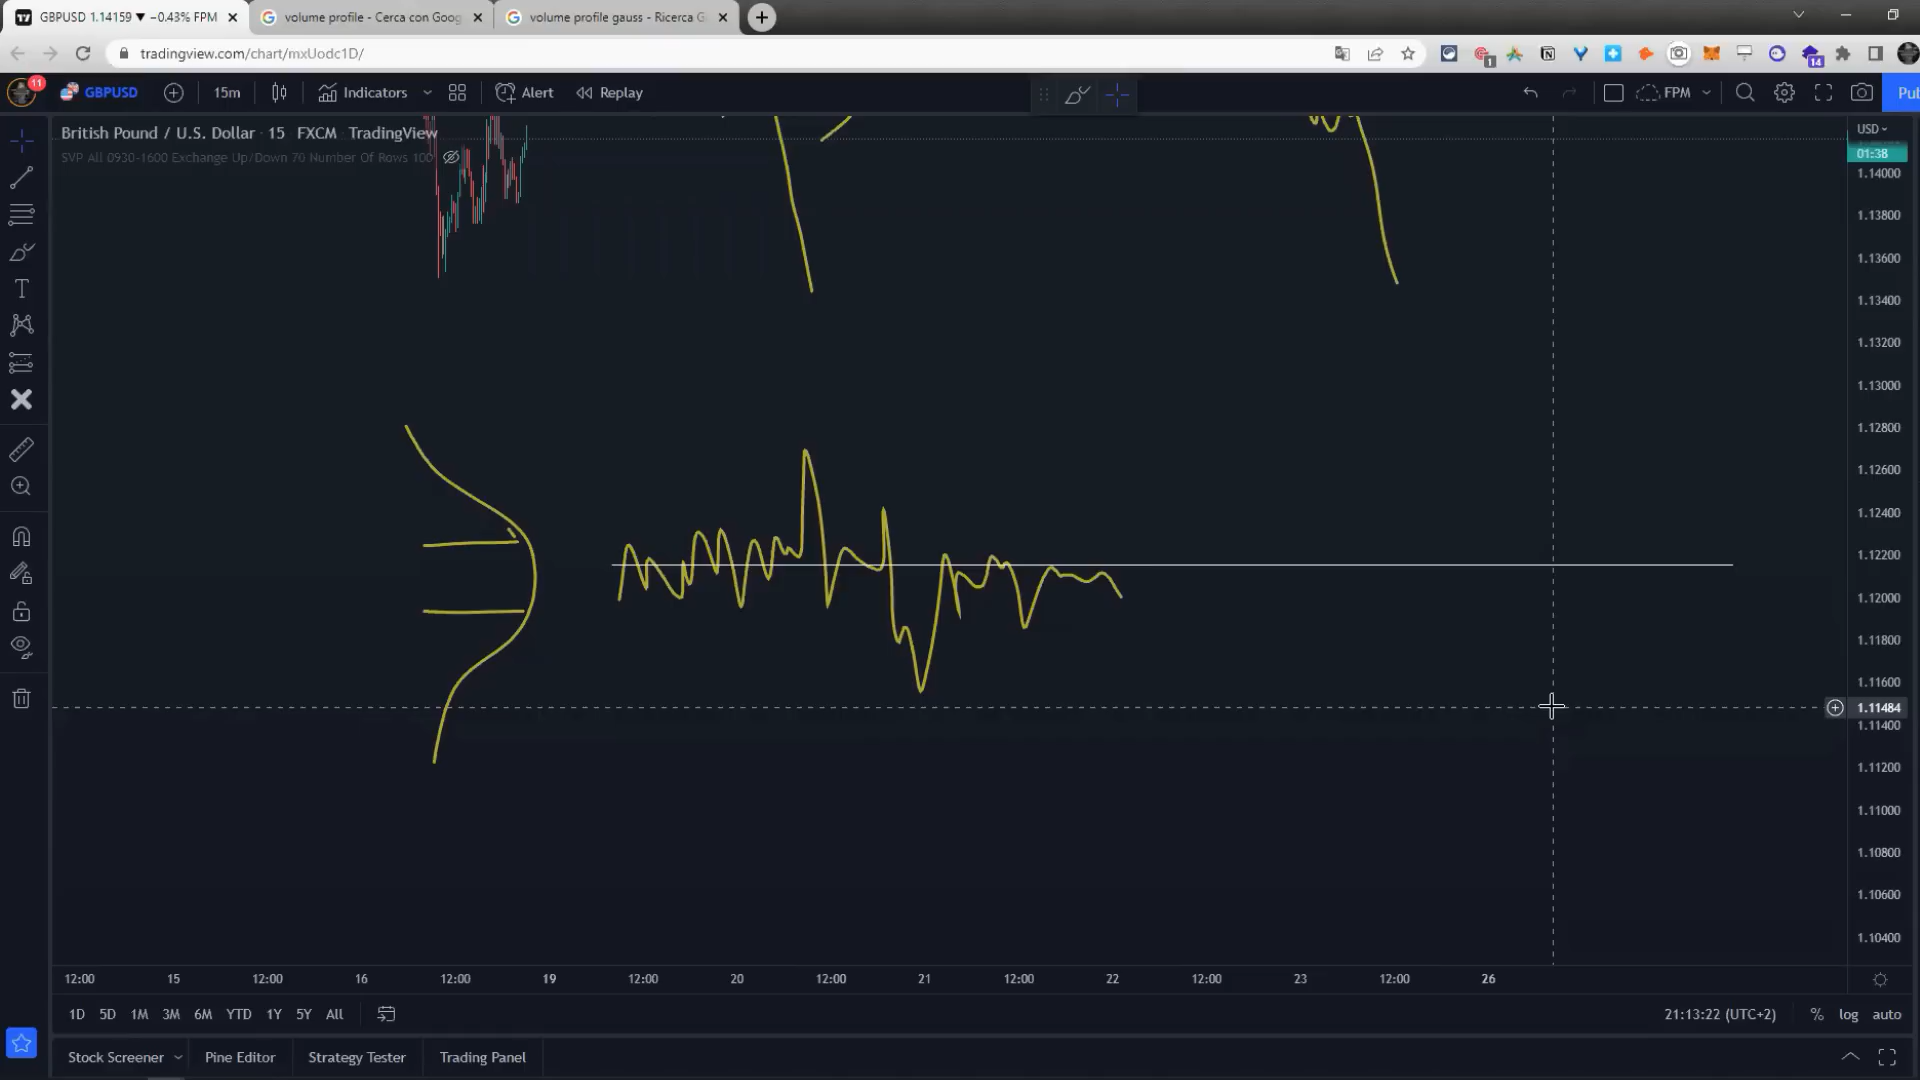 GBPUSD 1.14159 ▼ −0.43% FPM
volume profile - Cerca con Goog
volume profile gauss - Ricerca G
tradingview.com/chart/mxUodc1D/
1
14
11
GBPUSD
15m
Indicators
Alert
Replay
FPM
Pu
British Pound / U.S. Dollar · 15 · FXCM · TradingView
SVP All 0930-1600 Exchange Up/Down 70 Number Of Rows 100
USD
01:38
1.14000
1.13800
1.13600
1.13400
1.13200
1.13000
1.12800
1.12600
1.12400
1.12200
1.12000
1.11800
1.11600
1.11484
1.11400
1.11200
1.11000
1.10800
1.10600
1.10400
12:00 15 12:00 16 12:00 19 12:00 20 12:00 21 12:00 22 12:00 23 12:00 26
1D 5D 1M 3M 6M YTD 1Y 5Y All
21:13:22 (UTC+2) % log auto
Stock Screener Pine Editor Strategy Tester Trading Panel